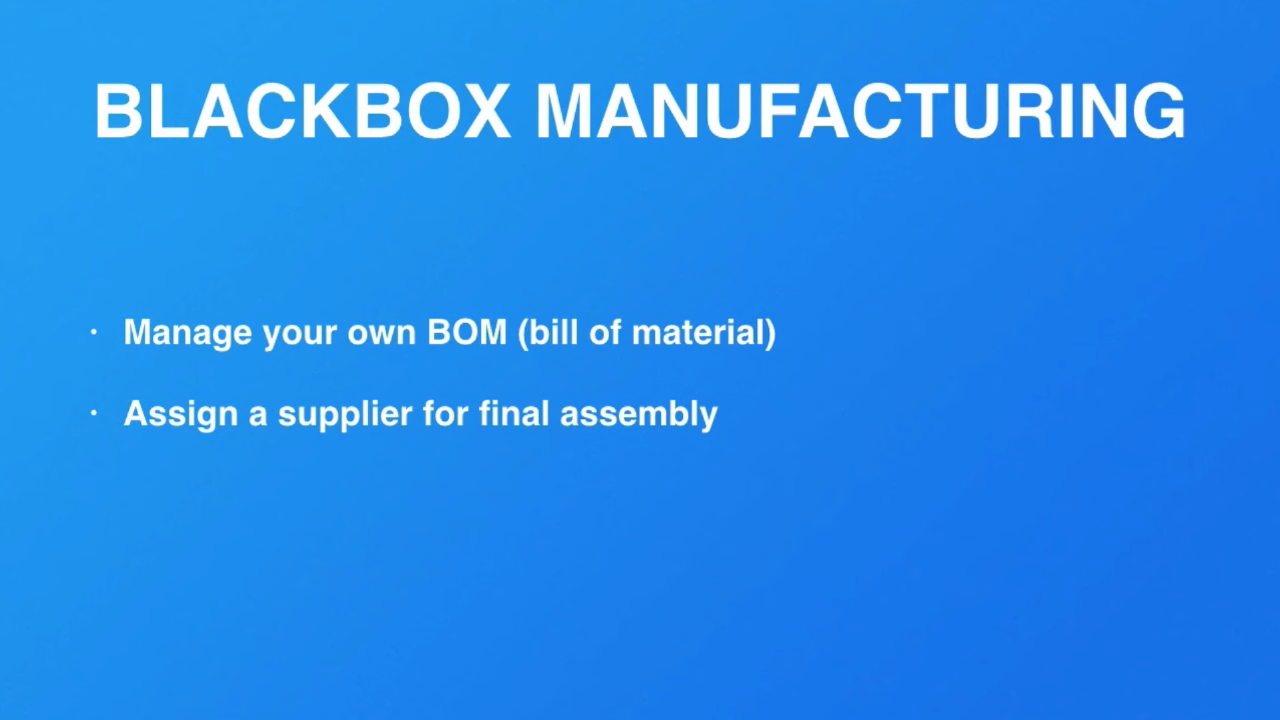 BLACKBOX MANUFACTURING
· Manage your own BOM (bill of material)
· Assign a supplier for final assembly